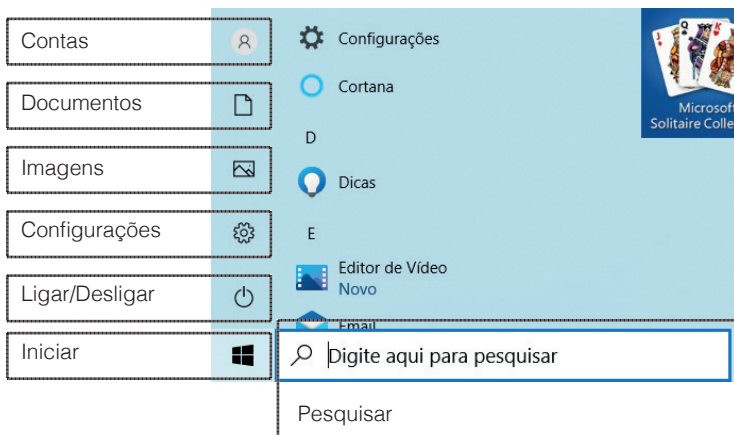 Contas
Documentos
Imagens
Configurações
Ligar/Desligar
Iniciar
Configurações
Cortana
D
Dicas
E
Editor de Vídeo
Novo
Email
Digite aqui para pesquisar
Pesquisar
Microsoft
Solitaire Colle